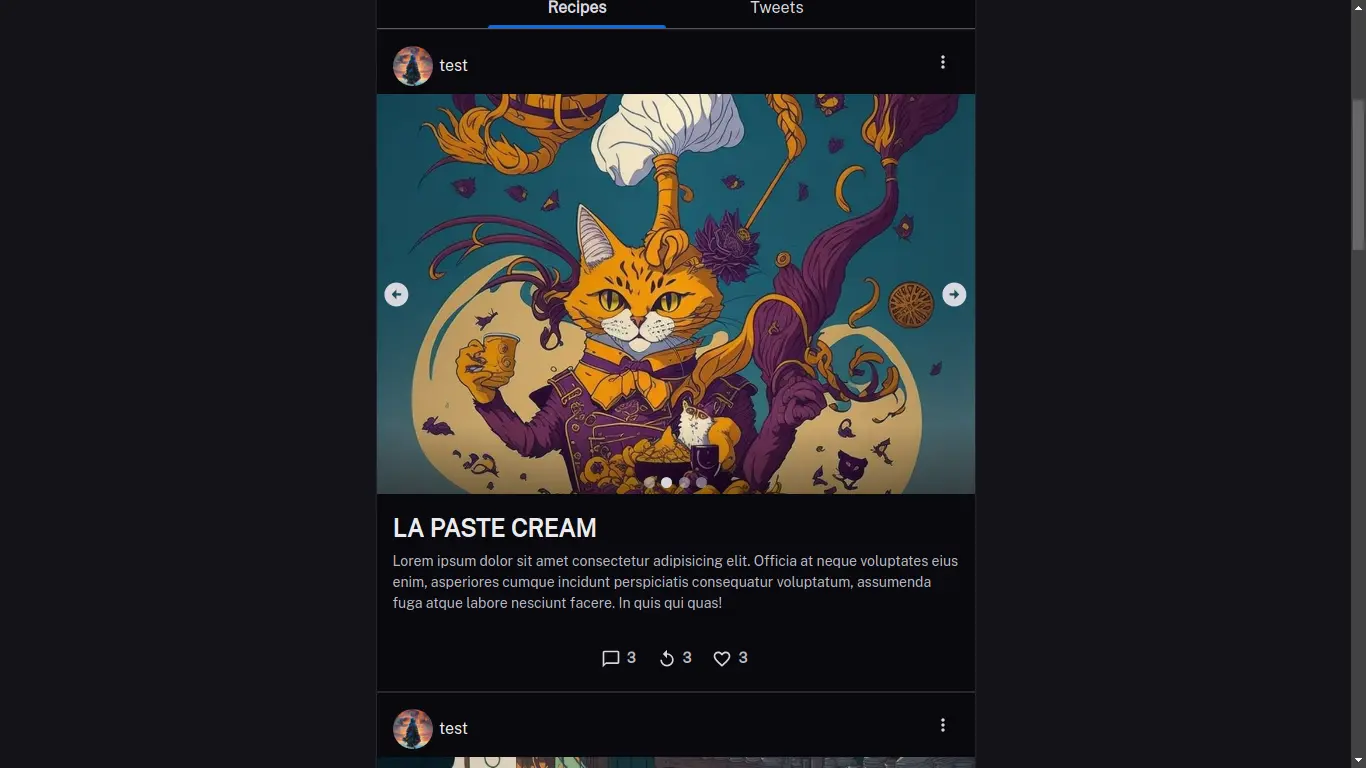 Recipes
Tweets
test
LA PASTE CREAM
Lorem ipsum dolor sit amet consectetur adipisicing elit. Officia at neque voluptates eius
enim, asperiores cumque incidunt perspiciatis consequatur voluptatum, assumenda
fuga atque labore nesciunt facere. In quis qui quas!
3 3 3
test